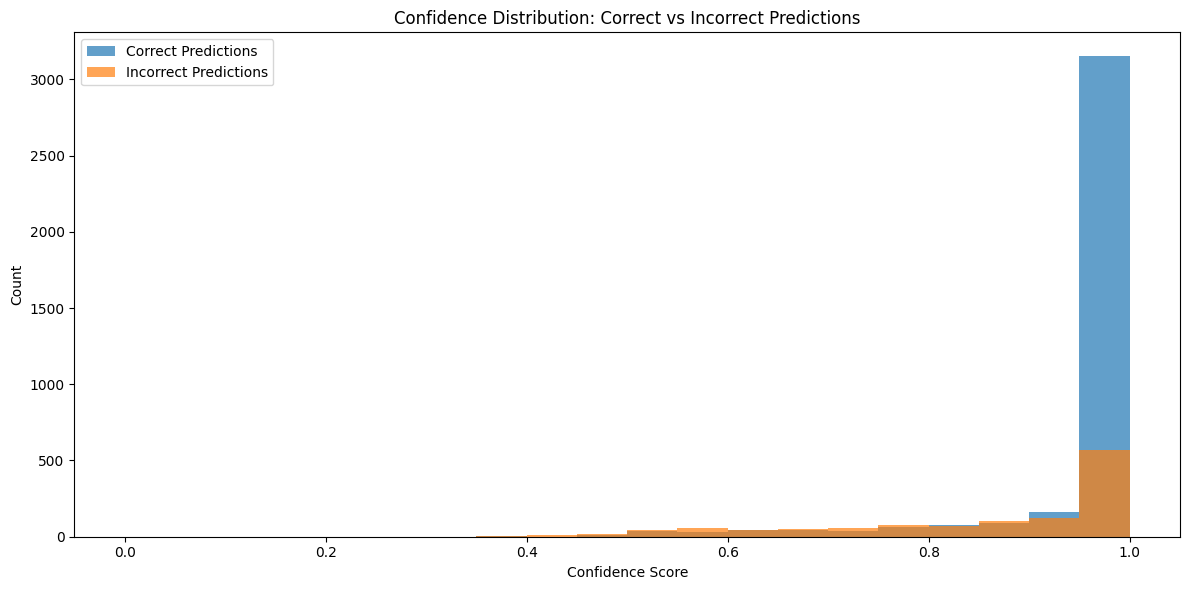 Confidence Distribution: Correct vs Incorrect Predictions
Correct Predictions
Incorrect Predictions
3000
2500
2000
1500
1000
500
0
Count
0.0 0.2 0.4 0.6 0.8 1.0
Confidence Score